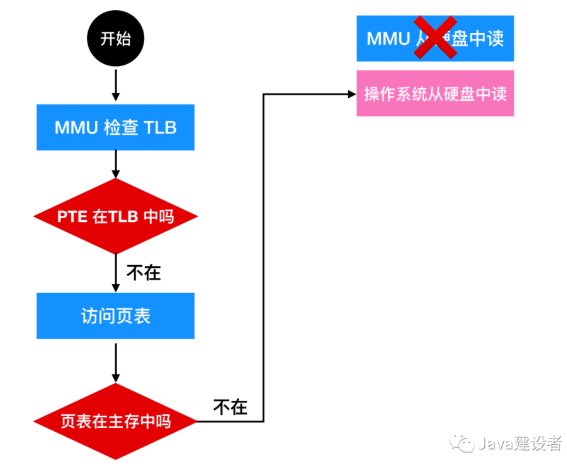 开始
MMU 检查 TLB
PTE 在TLB 中吗
不在
访问页表
页表在主存中吗
不在
MMU 从硬盘中读
操作系统从硬盘中读
Java建设者